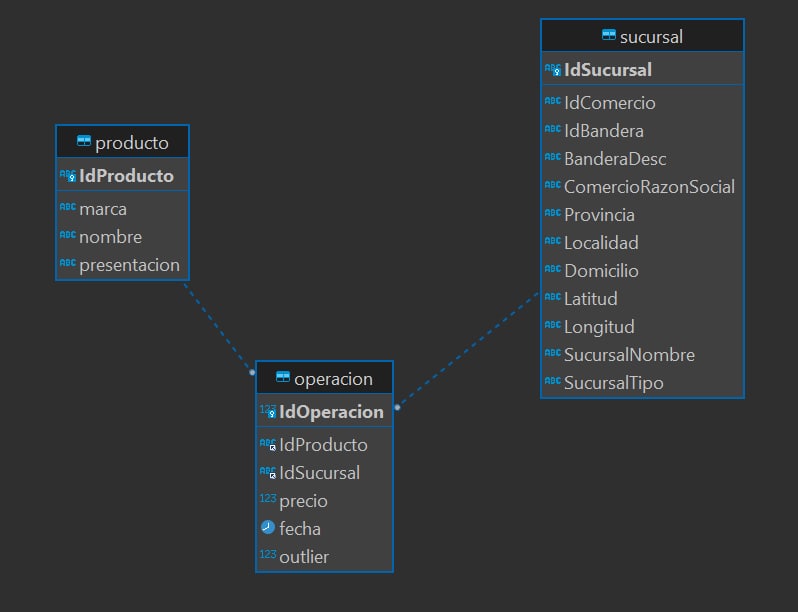 producto
IdProducto
ABC marca
ABC nombre
ABC presentacion
sucursal
IdSucursal
ABC IdComercio
ABC IdBandera
ABC BanderaDesc
ABC ComercioRazonSocial
ABC Provincia
ABC Localidad
ABC Domicilio
ABC Latitud
ABC Longitud
ABC SucursalNombre
ABC SucursalTipo
operacion
123 IdOperacion
ABC IdProducto
ABC IdSucursal
123 precio
fecha
123 outlier